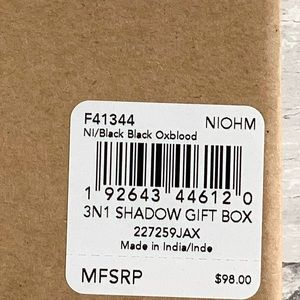 F41344 NIOHM
NI/Black Black Oxblood
1 92643 44612 0
3N1 SHADOW GIFT BOX
227259JAX
Made in India/Inde
MFSRP $98.00